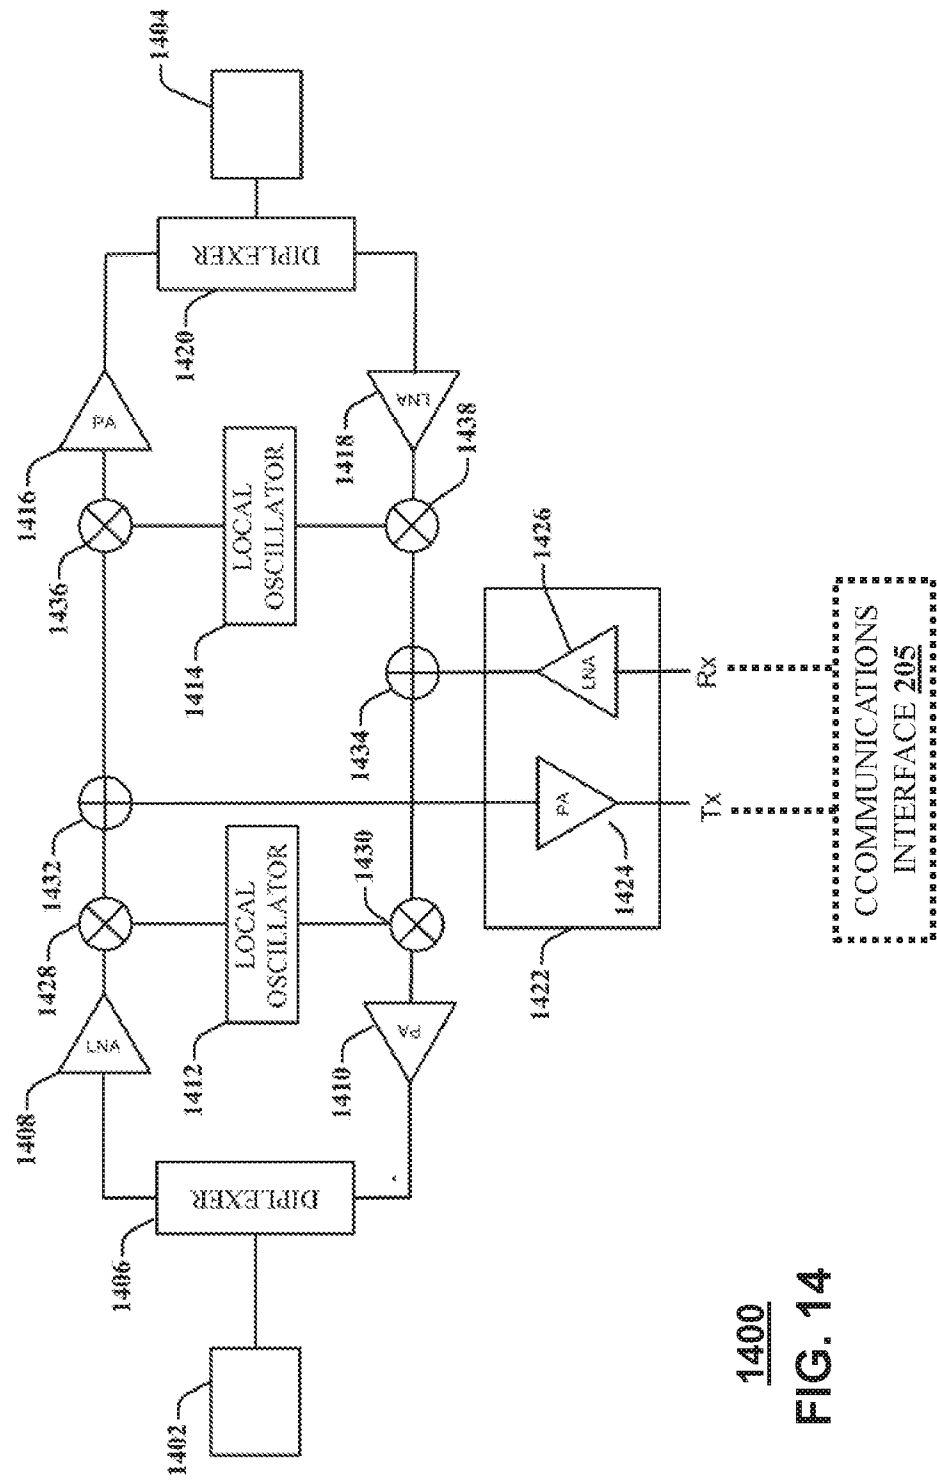 1404
DIPLEXER
1420
PA
1416
LNA
1418
1438
1436
LOCAL
OSCILLATOR
1414
1434
1426
LNA
Rx
1432
1430
PA
1424
Tx
CCOMMUNICATIONS
INTERFACE 205
1428
LOCAL
OSCILLATOR
1412
1422
LNA
1408
PA
1410
DIPLEXER
1406
1402
1400
FIG. 14